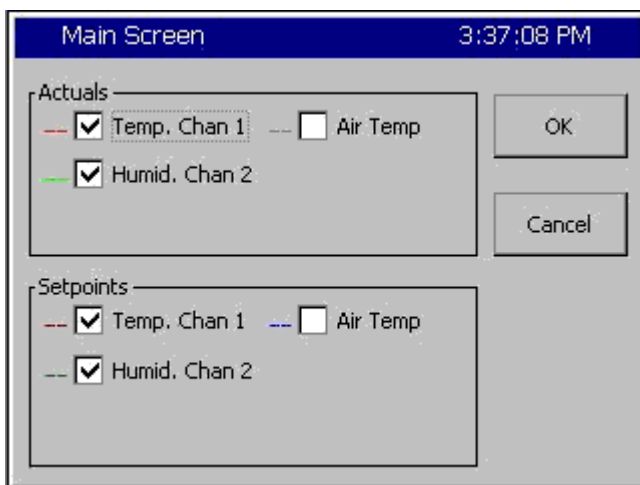 Main Screen 3:37:08 PM
Actuals
Temp. Chan 1 Air Temp OK
Humid. Chan 2
Cancel
Setpoints
Temp. Chan 1 Air Temp
Humid. Chan 2